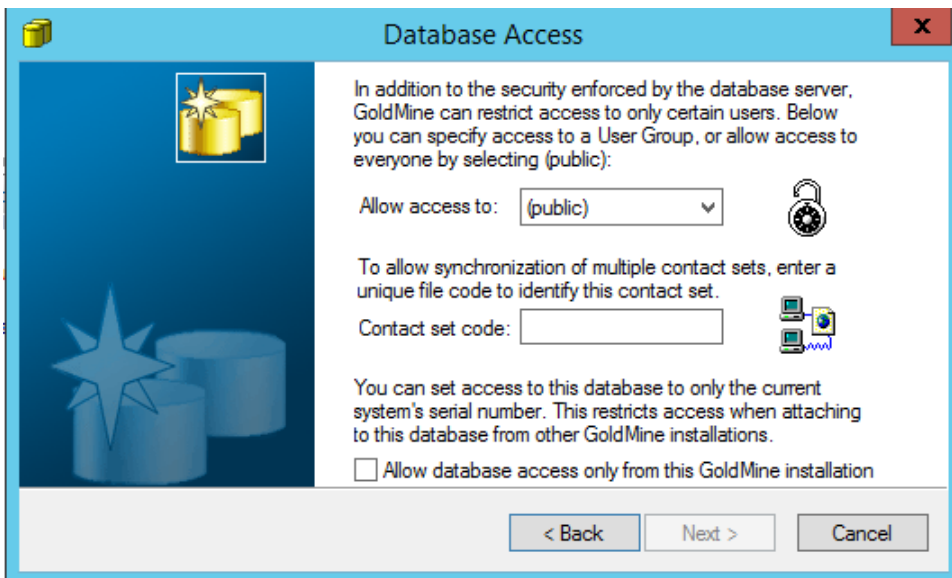 Database Access
x
In addition to the security enforced by the database server,
GoldMine can restrict access to only certain users. Below
you can specify access to a User Group, or allow access to
everyone by selecting (public):
Allow access to: (public)
To allow synchronization of multiple contact sets, enter a
unique file code to identify this contact set.
Contact set code:
You can set access to this database to only the current
system's serial number. This restricts access when attaching
to this database from other GoldMine installations.
Allow database access only from this GoldMine installation
< Back Next > Cancel